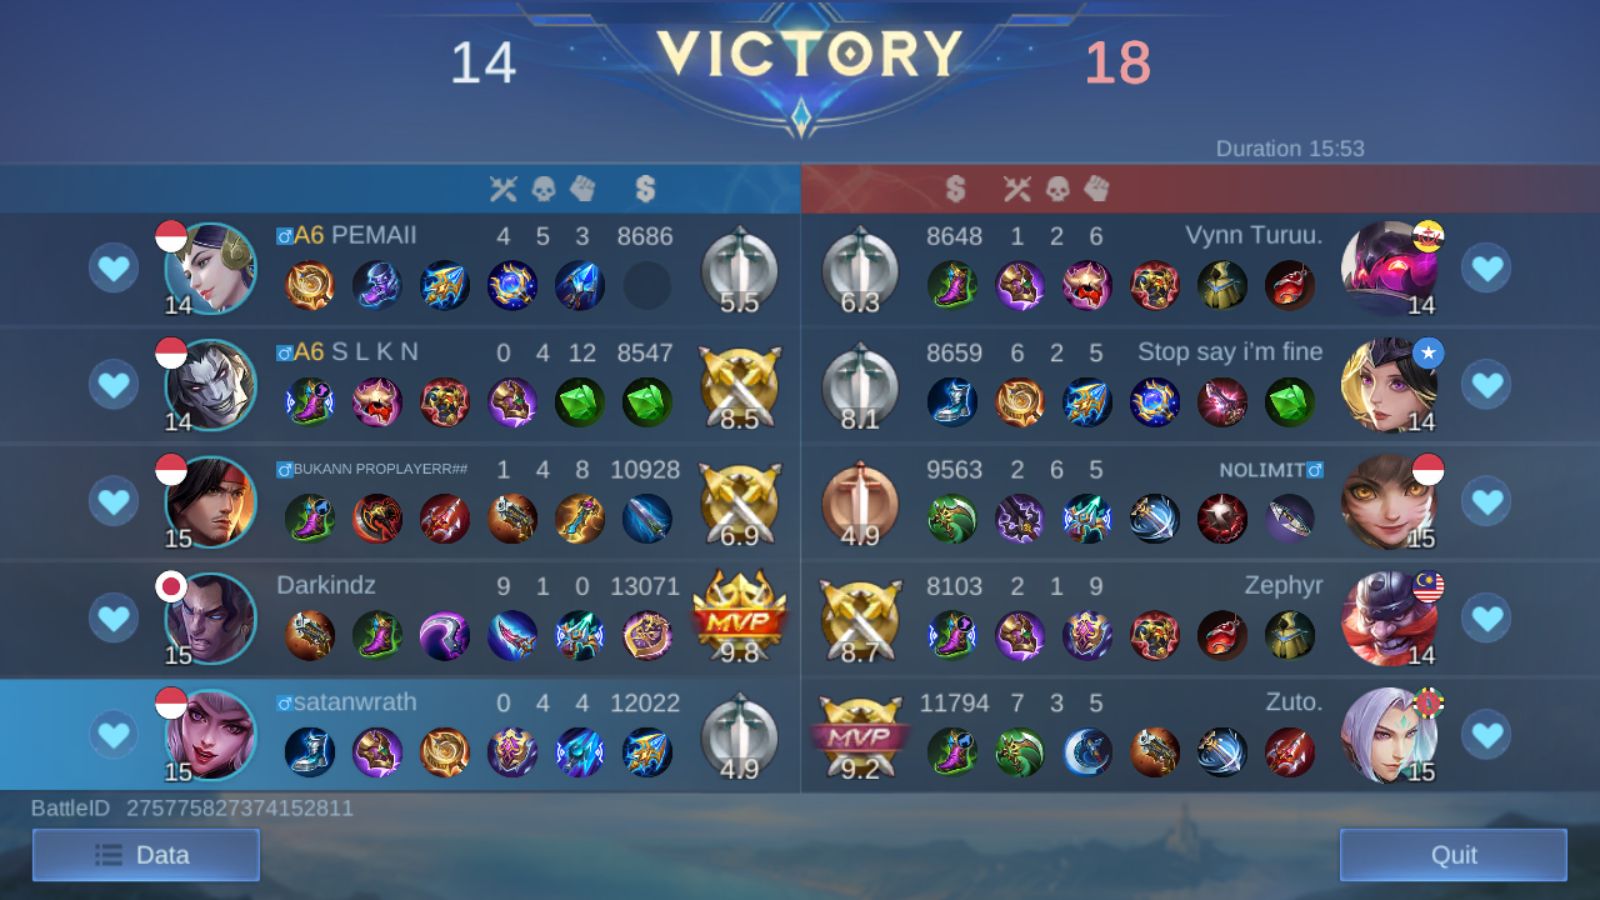 14 VICTORY 18
Duration 15:53
♂A6 PEMAII 4 5 3 8686 5.5
14
6.3 8648 1 2 6 Vynn Turuu.
14
♂A6 S L K N 0 4 12 8547 8.5
14
8.1 8659 6 2 5 Stop say i'm fine
14
♂BUKANN PROPLAYERR## 1 4 8 10928 6.9
15
4.9 9563 2 6 5 NOLIMIT♂
15
Darkindz 9 1 0 13071 MVP 9.8
15
8.7 8103 2 1 9 Zephyr
14
♂satanwrath 0 4 4 12022 4.9
15
MVP 9.2 11794 7 3 5 Zuto.
15
BattleID 275775827374152811
Data
Quit